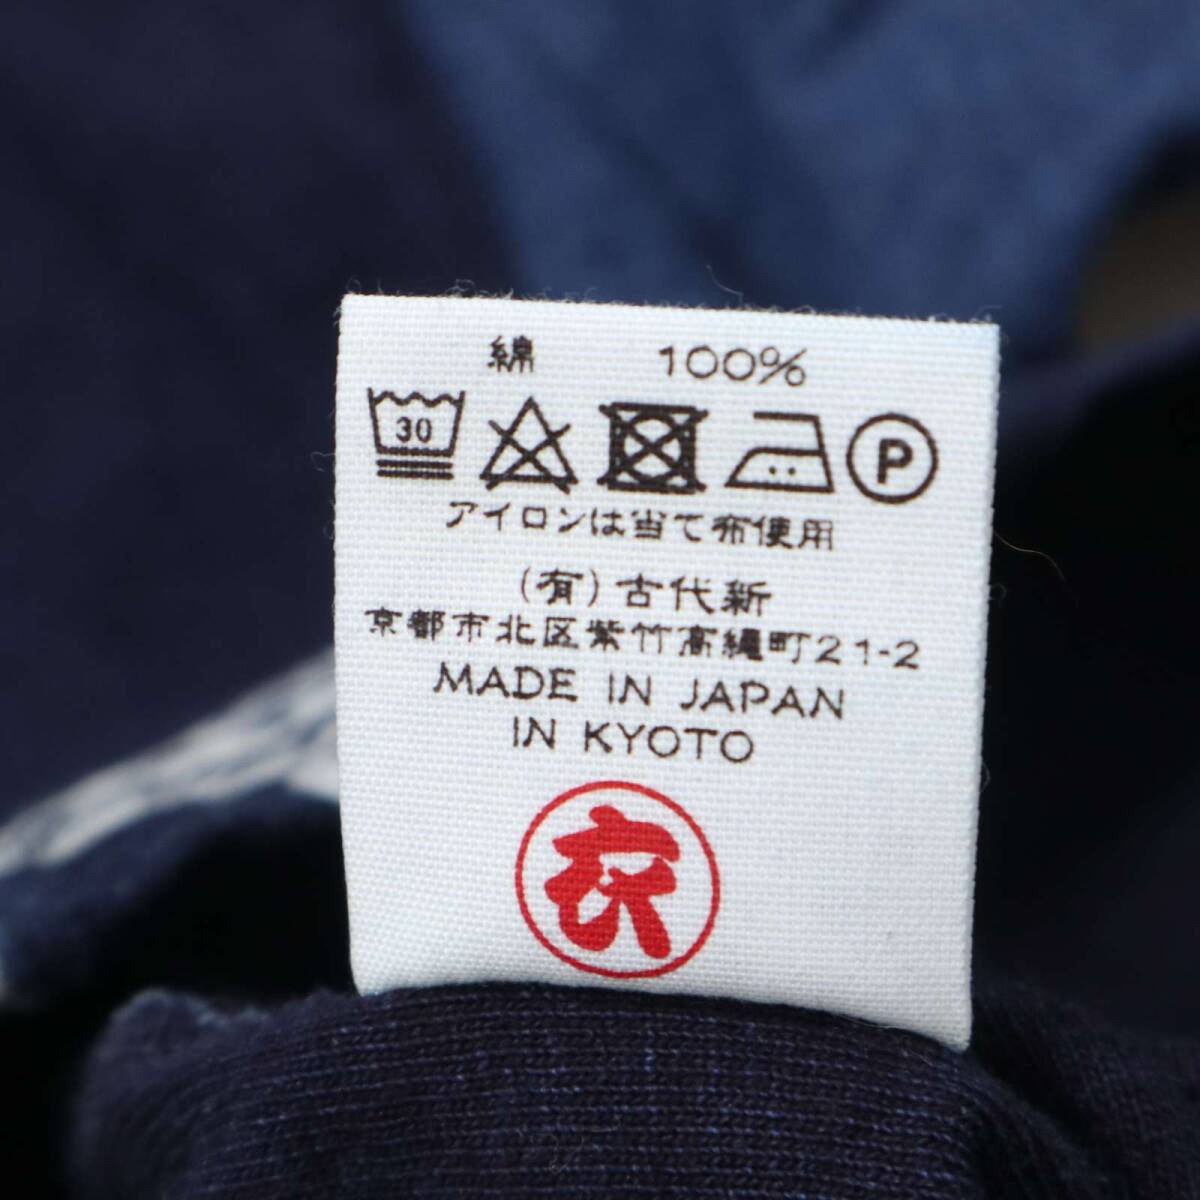 綿 100%
30 P
アイロンは当て布使用
(有)古代新
京都市北区紫竹高縄町21-2
MADE IN JAPAN
IN KYOTO
衣